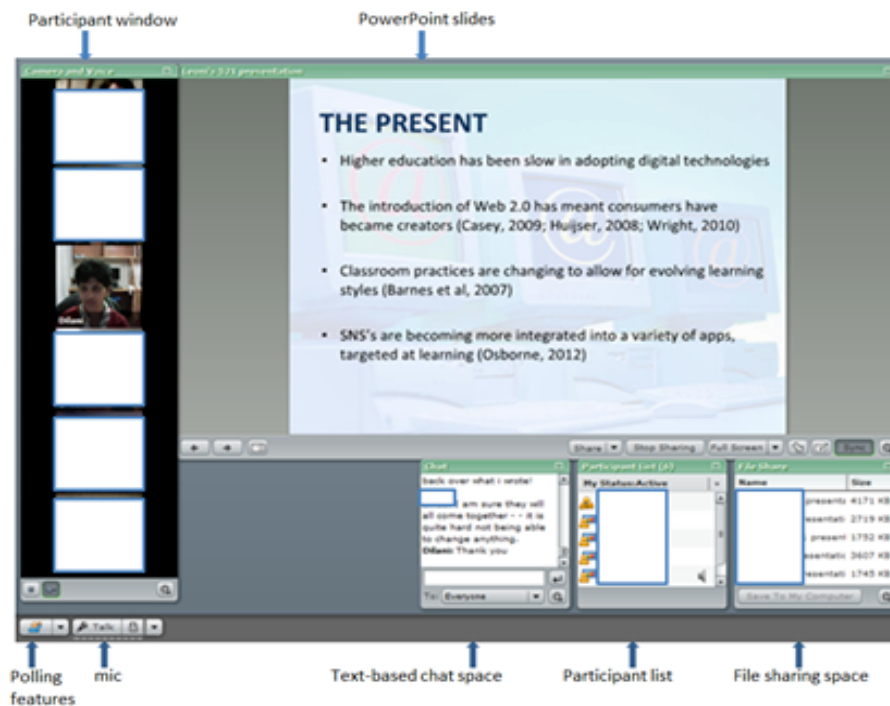 Participant window
PowerPoint slides
Camera and Voice
Leoni's 521 presentation
THE PRESENT
• Higher education has been slow in adopting digital technologies
• The introduction of Web 2.0 has meant consumers have
became creators (Casey, 2009; Huijser, 2008; Wright, 2010)
• Classroom practices are changing to allow for evolving learning
styles (Barnes et al, 2007)
• SNS's are becoming more integrated into a variety of apps,
targeted at learning (Osborne, 2012)
Dilani
Share
Stop Sharing
Full Screen
Sync
Chat
back over what i wrote!
I am sure they will
all come together - - it is
quite hard not being able
to change anything.
Dilani: Thank you
To: Everyone
Participant List (6)
My Status:Active
File Share
Name Size
presents 4171 KB
presentati 2719 KB
present 1752 KB
presentatic 3607 KB
presentati 1745 KB
Save To My Computer
Talk
Polling
features
mic
Text-based chat space
Participant list
File sharing space